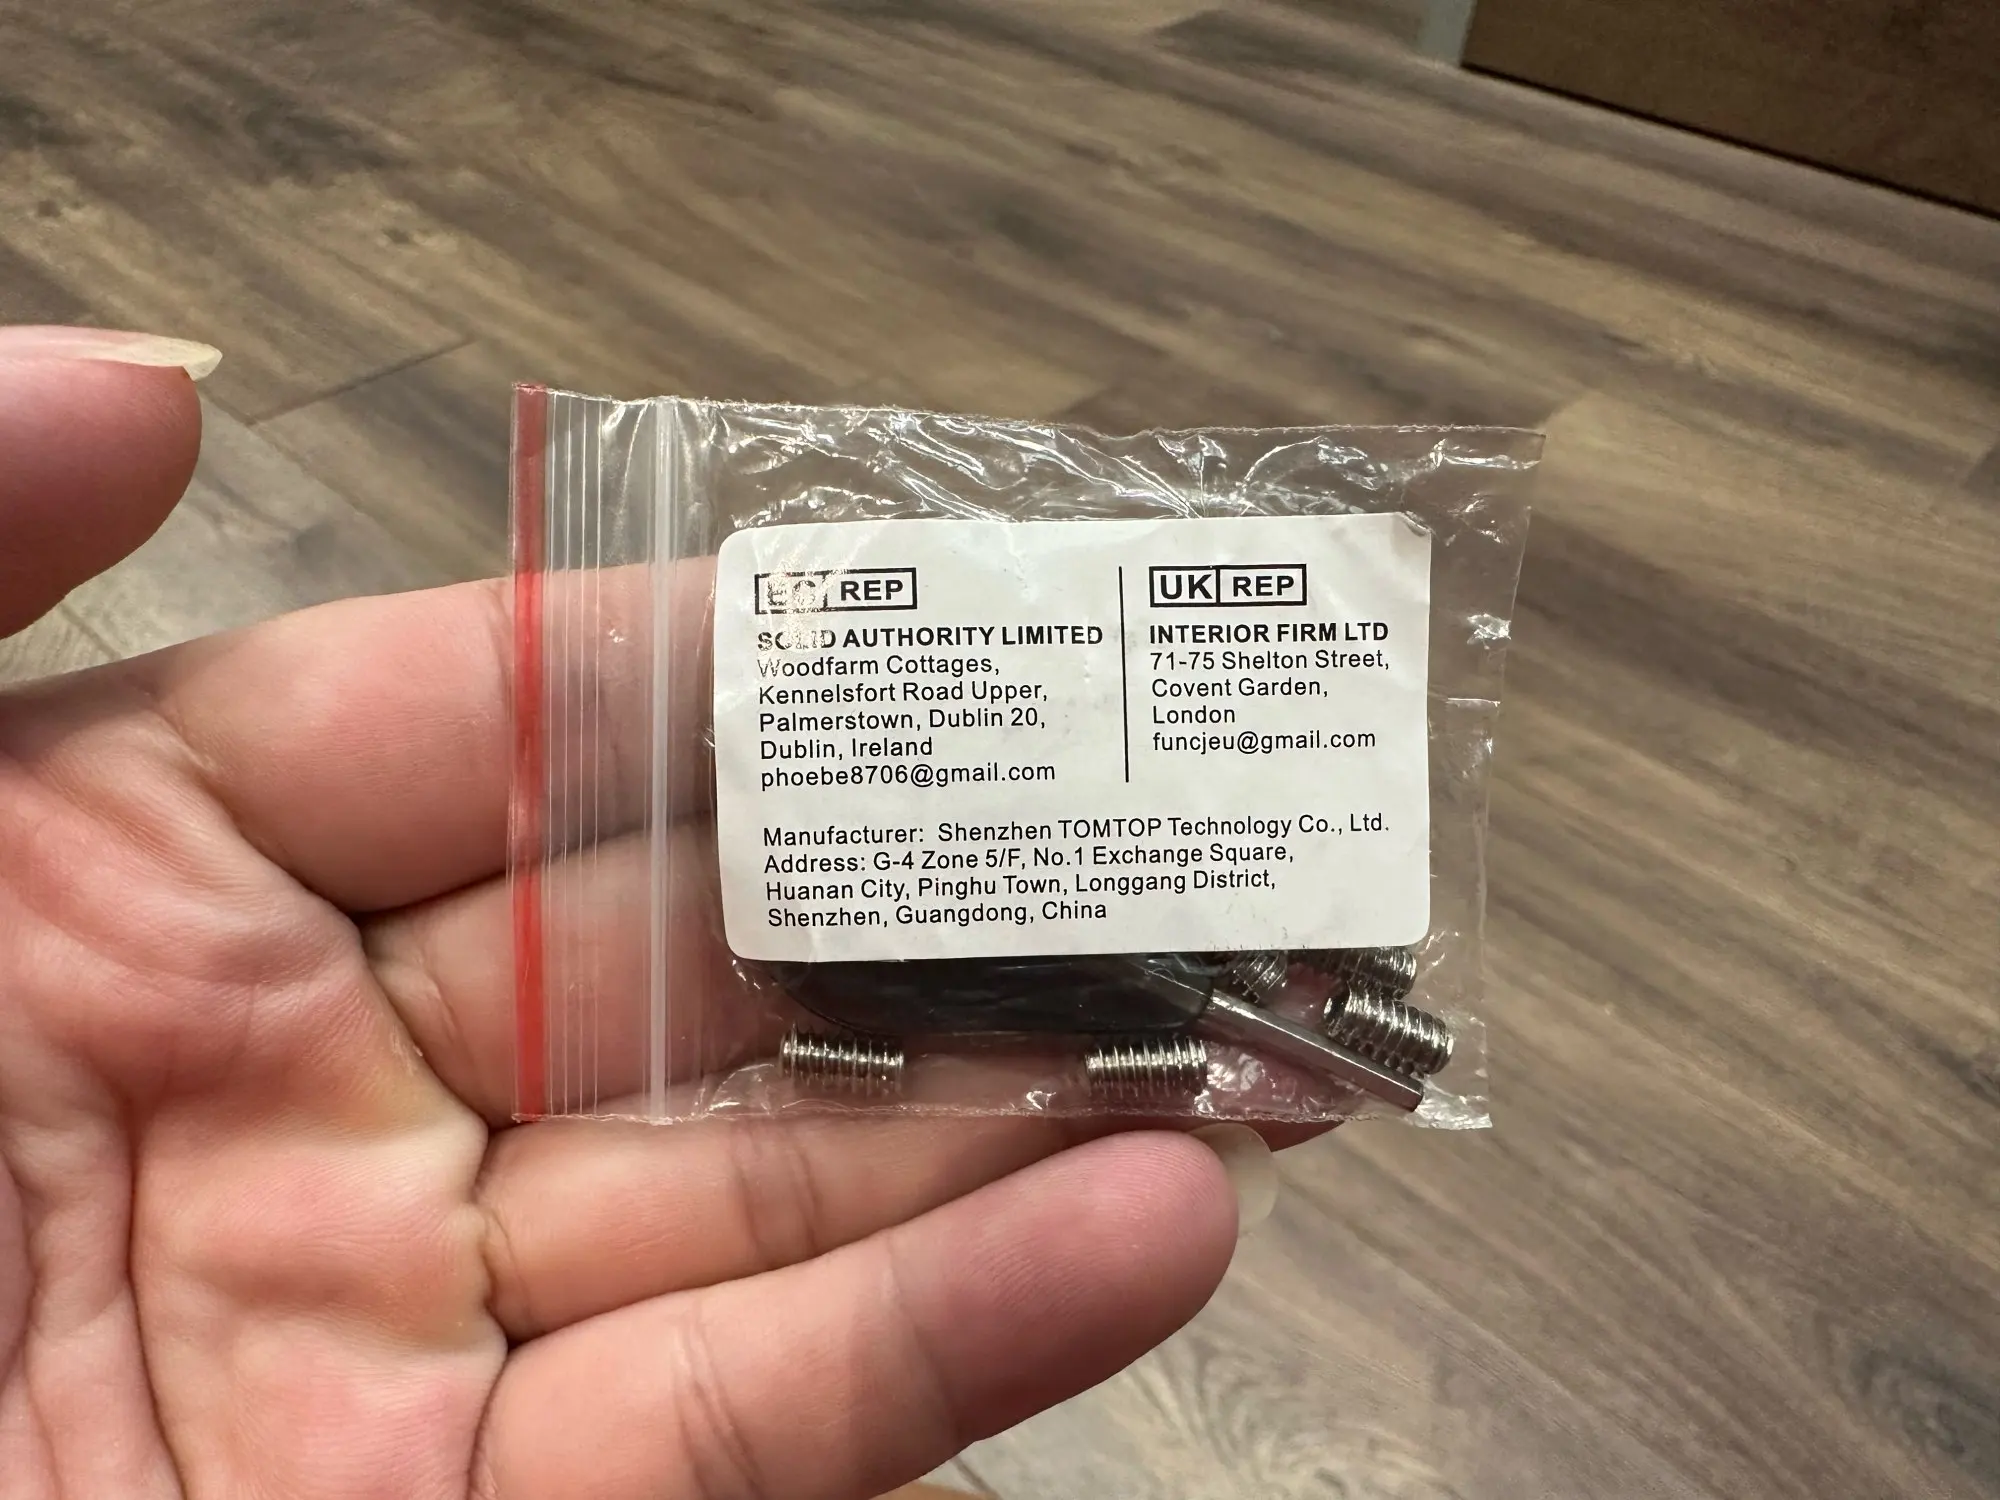 EC REP
SOLID AUTHORITY LIMITED
Woodfarm Cottages,
Kennelsfort Road Upper,
Palmerstown, Dublin 20,
Dublin, Ireland
phoebe8706@gmail.com
UK REP
INTERIOR FIRM LTD
71-75 Shelton Street,
Covent Garden,
London
funcjeu@gmail.com
Manufacturer: Shenzhen TOMTOP Technology Co., Ltd.
Address: G-4 Zone 5/F, No.1 Exchange Square,
Huanan City, Pinghu Town, Longgang District,
Shenzhen, Guangdong, China